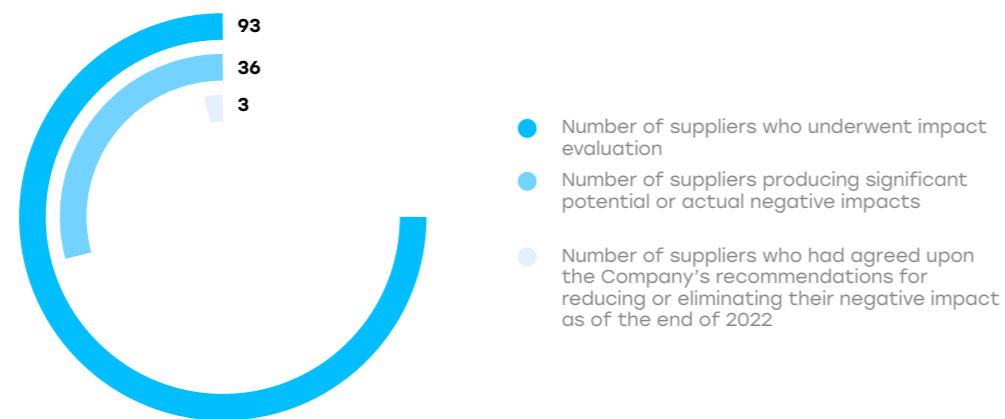 93
36
3
Number of suppliers who underwent impact
evaluation
Number of suppliers producing significant
potential or actual negative impacts
Number of suppliers who had agreed upon
the Company’s recommendations for
reducing or eliminating their negative impact
as of the end of 2022